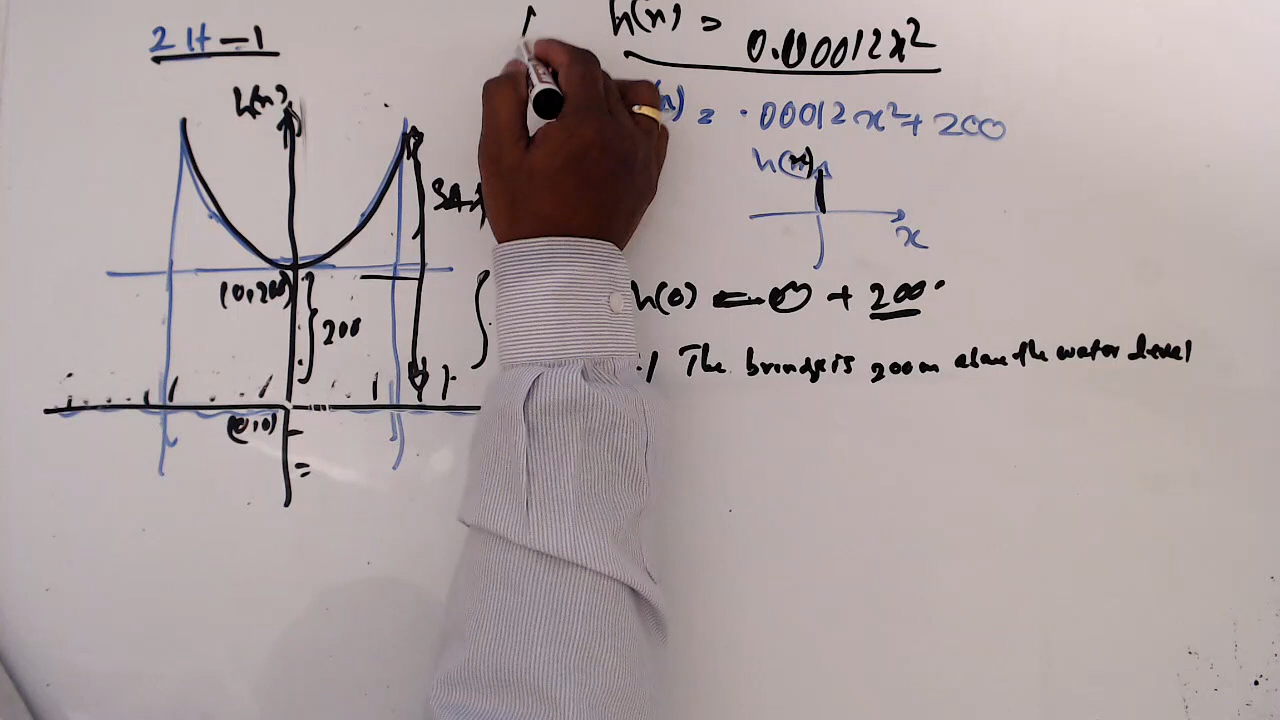 2 H - 1
h(x) =
0.00012x²
(x) = .00012x² + 200
h(x)
h(x)
x
(0, 200)
200
h(0) = 0 + 200
The bridge is 200m above the water level
(0,0)